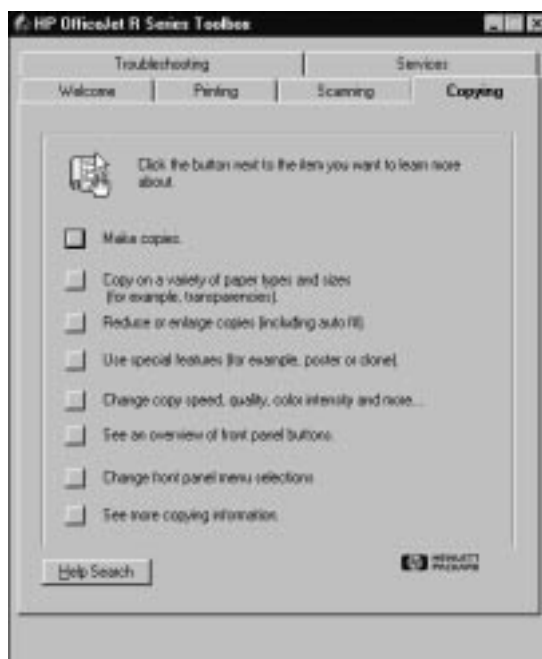 HP OfficeJet R Series Toolbox
Troubleshooting Services
Welcome Printing Scanning Copying
Click the button next to the item you want to learn more
about.
Make copies.
Copy on a variety of paper types and sizes
(for example, transparencies).
Reduce or enlarge copies (including auto fill).
Use special features (for example, poster or clone).
Change copy speed, quality, color intensity and more...
See an overview of front panel buttons.
Change front panel menu selections.
See more copying information.
Help Search
HEWLETT
PACKARD